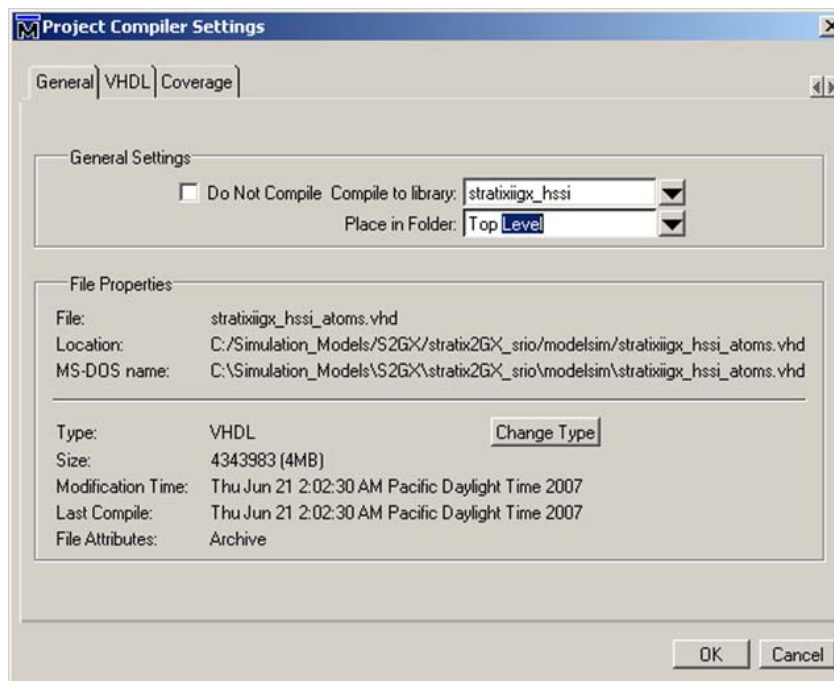 Project Compiler Settings
General VHDL Coverage
General Settings
Do Not Compile Compile to library: stratixiigx_hssi
Place in Folder: Top Level
File Properties
File: stratixiigx_hssi_atoms.vhd
Location: C:/Simulation_Models/S2GX/stratix2GX_srio/modelsim/stratixiigx_hssi_atoms.vhd
MS-DOS name: C:\Simulation_Models\S2GX\stratix2GX_srio\modelsim\stratixiigx_hssi_atoms.vhd
Type: VHDL Change Type
Size: 4343983 (4MB)
Modification Time: Thu Jun 21 2:02:30 AM Pacific Daylight Time 2007
Last Compile: Thu Jun 21 2:02:30 AM Pacific Daylight Time 2007
File Attributes: Archive
OK Cancel